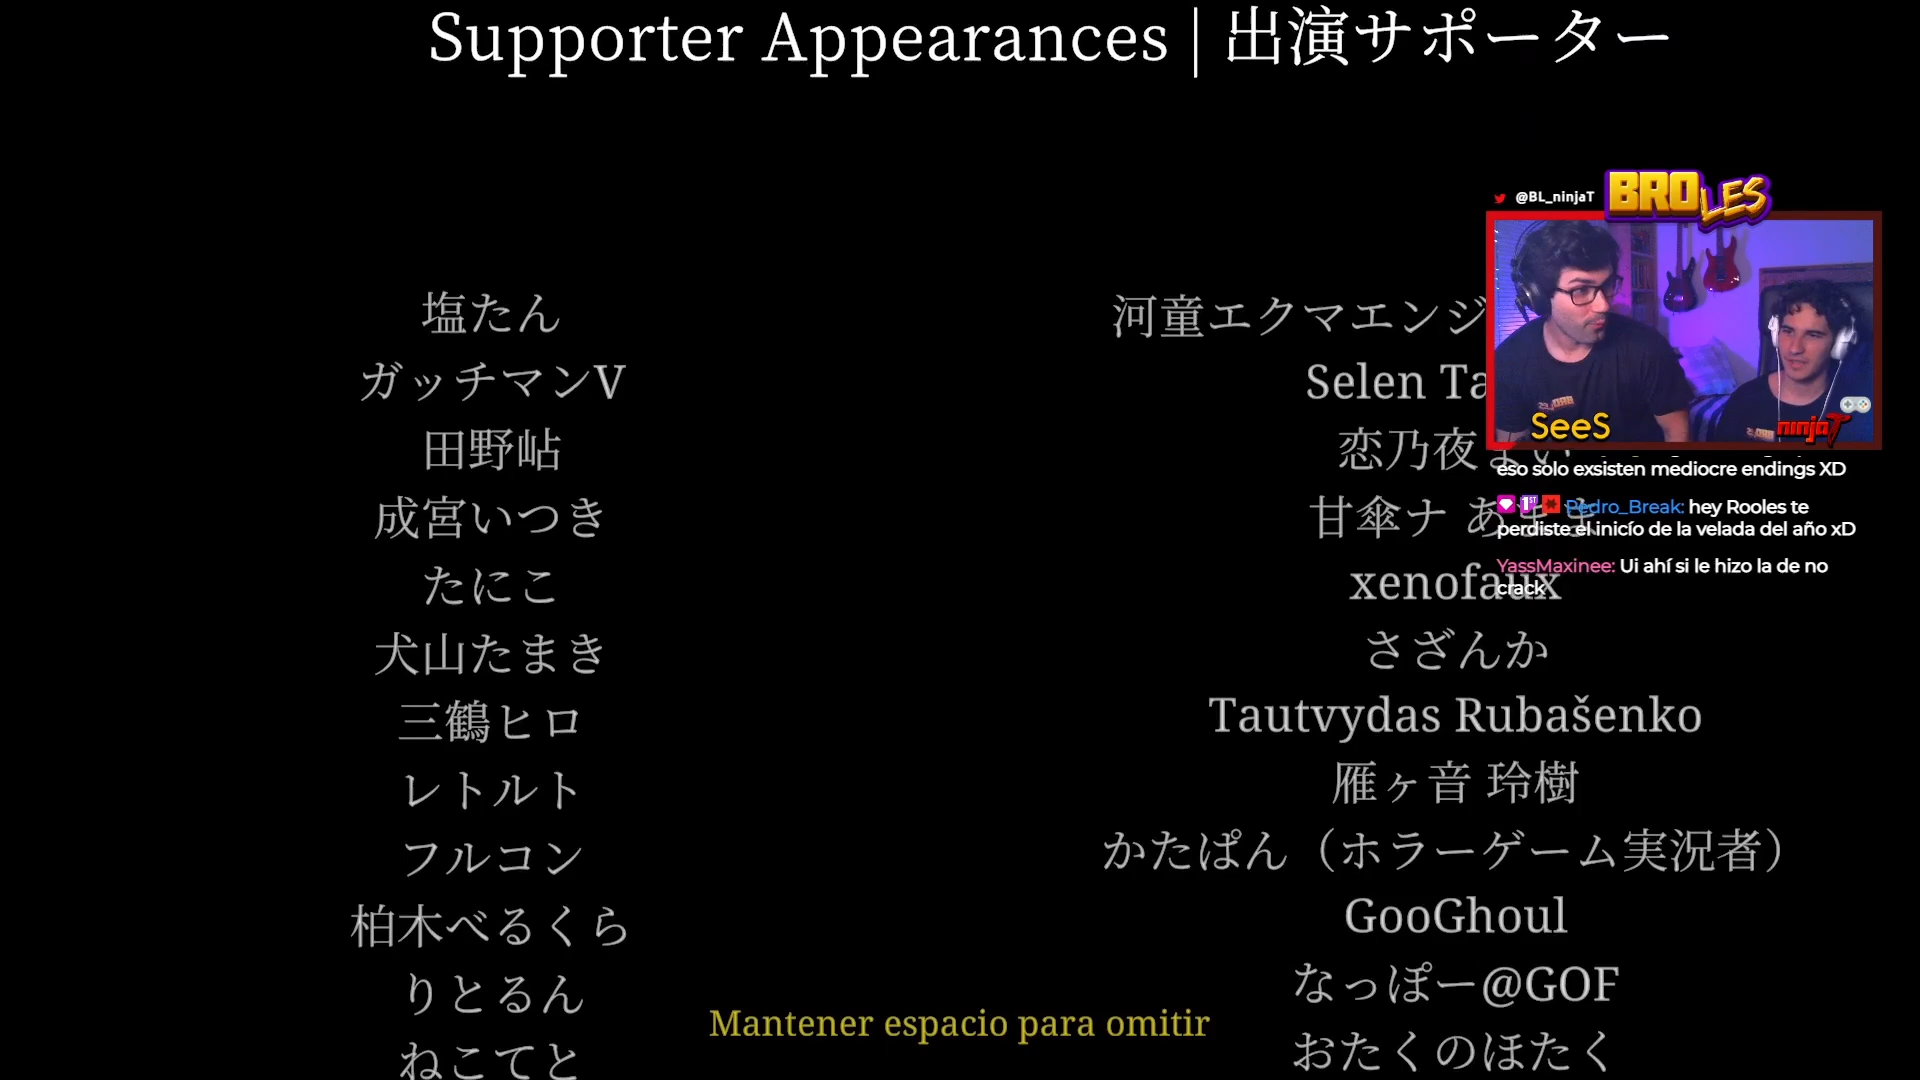 Supporter Appearances | 出演サポーター
塩たん
ガッチマンV
田野岾
成宮いつき
たにこ
犬山たまき
三鶴ヒロ
レトルト
フルコン
柏木べるくら
りとるん
ねこてと
河童エクマエンジ
Selen Ta
恋乃夜
甘傘ナ あ
xenofaux
さざんか
Tautvydas Rubašenko
雁ヶ音 玲樹
かたぱん（ホラーゲーム実況者）
GooGhoul
なっぽー@GOF
おたくのほたく
Mantener espacio para omitir
@BL_ninjaT
BROLES
SeeS
ninjaT
eso solo exsisten mediocre endings XD
Pedro_Break: hey Rooles te
perdiste el inicío de la velada del año xD
YassMaxinee: Ui ahí si le hizo la de no
crack